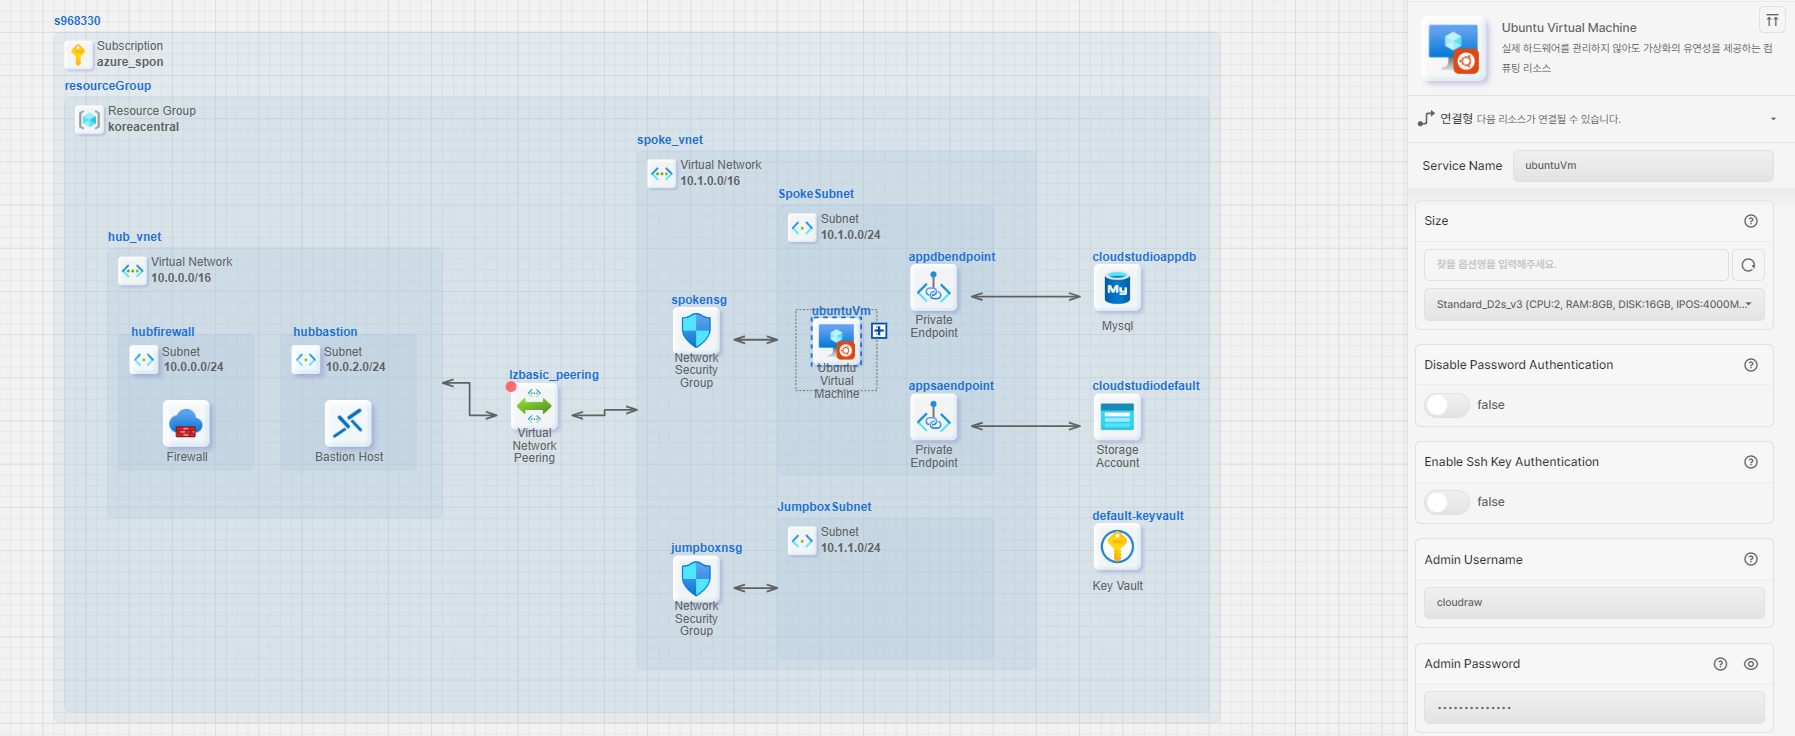 s968330
Subscription
azure_spon
resourceGroup
Resource Group
koreacentral
hub_vnet
Virtual Network
10.0.0.0/16
hubfirewall
Subnet
10.0.0.0/24
Firewall
hubbastion
Subnet
10.0.2.0/24
Bastion Host
lzbasic_peering
Virtual
Network
Peering
spoke_vnet
Virtual Network
10.1.0.0/16
spokensg
Network
Security
Group
SpokeSubnet
Subnet
10.1.0.0/24
ubuntuVm
Ubuntu
Virtual
Machine
appdbendpoint
Private
Endpoint
appsaendpoint
Private
Endpoint
jumpboxnsg
Network
Security
Group
JumpboxSubnet
Subnet
10.1.1.0/24
cloudstudioappdb
My
Mysql
cloudstudiodefault
Storage
Account
default-keyvault
Key Vault
Ubuntu Virtual Machine
실제 하드웨어를 관리하지 않아도 가상화의 유연성을 제공하는 컴
퓨팅 리소스
연결형 다음 리소스가 연결될 수 있습니다.
Service Name
ubuntuVm
Size
찾을 옵션명을 입력해주세요.
Standard_D2s_v3 (CPU:2, RAM:8GB, DISK:16GB, IPOS:4000M...
Disable Password Authentication
false
Enable Ssh Key Authentication
false
Admin Username
cloudraw
Admin Password
••••••••••••••